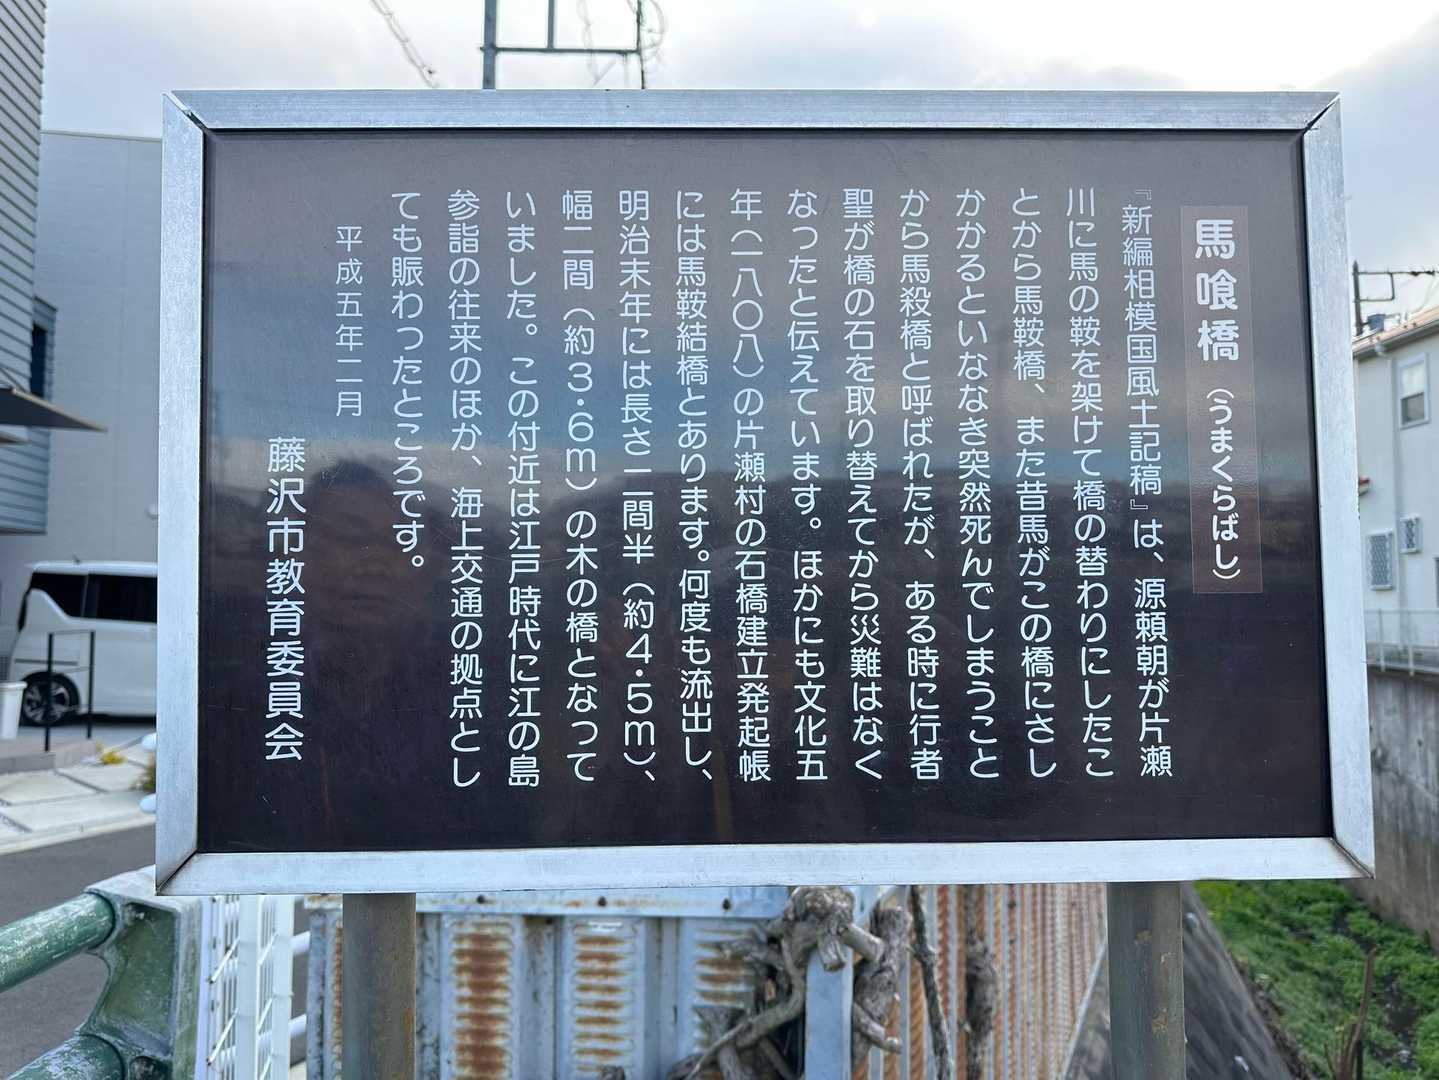 馬喰橋（うまくらばし）
『新編相模国風土記稿』は、源頼朝が片瀬
川に馬の鞍を架けて橋の替わりにしたこ
とから馬鞍橋、また昔馬がこの橋にさし
かかるといななき突然死んでしまうこと
から馬殺橋と呼ばれたが、ある時に行者
聖が橋の石を取り替えてから災難はなく
なったと伝えています。ほかにも文化五
年（一八〇八）の片瀬村の石橋建立発起帳
には馬鞍結橋とあります。何度も流出し、
明治末年には長さ二間半（約4・5m）、
幅二間（約3・6m）の木の橋となって
いました。この付近は江戸時代に江の島
参詣の往来のほか、海上交通の拠点とし
ても賑わったところです。
平成五年二月
藤沢市教育委員会